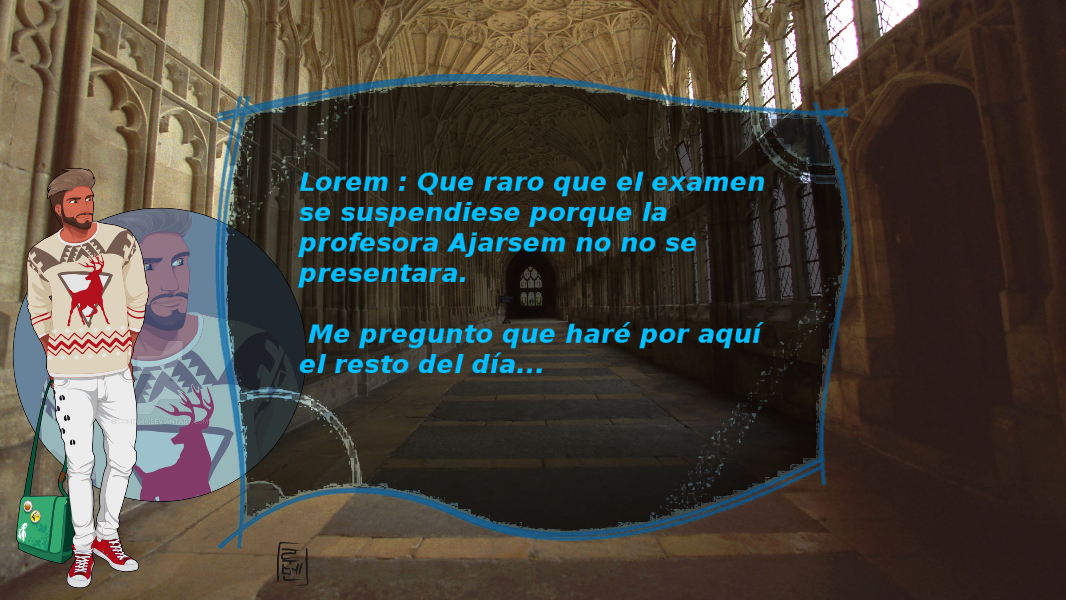 Lorem : Que raro que el examen
se suspendiese porque la
profesora Ajarsem no no se
presentara.
Me pregunto que haré por aquí
el resto del día...